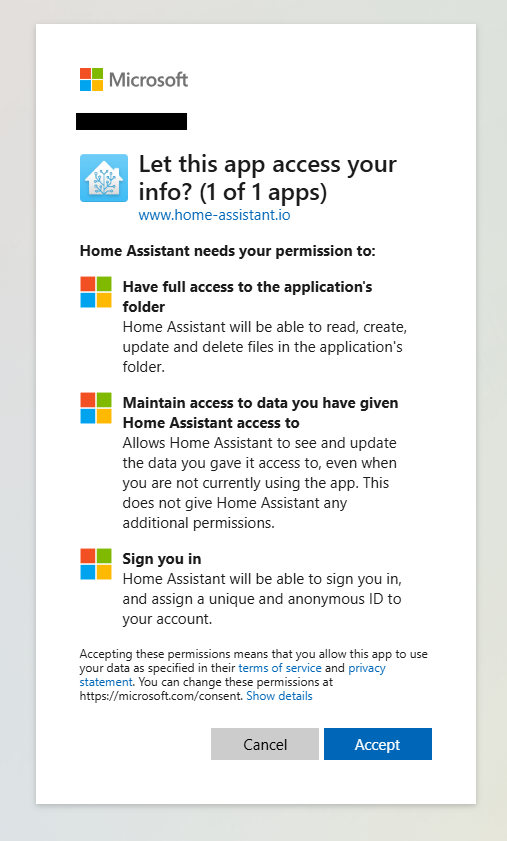 Microsoft
Let this app access your
info? (1 of 1 apps)
www.home-assistant.io
Home Assistant needs your permission to:
Have full access to the application's
folder
Home Assistant will be able to read, create,
update and delete files in the application's
folder.
Maintain access to data you have given
Home Assistant access to
Allows Home Assistant to see and update
the data you gave it access to, even when
you are not currently using the app. This
does not give Home Assistant any
additional permissions.
Sign you in
Home Assistant will be able to sign you in,
and assign a unique and anonymous ID to
your account.
Accepting these permissions means that you allow this app to use
your data as specified in their terms of service and privacy
statement. You can change these permissions at
https://microsoft.com/consent. Show details
Cancel Accept